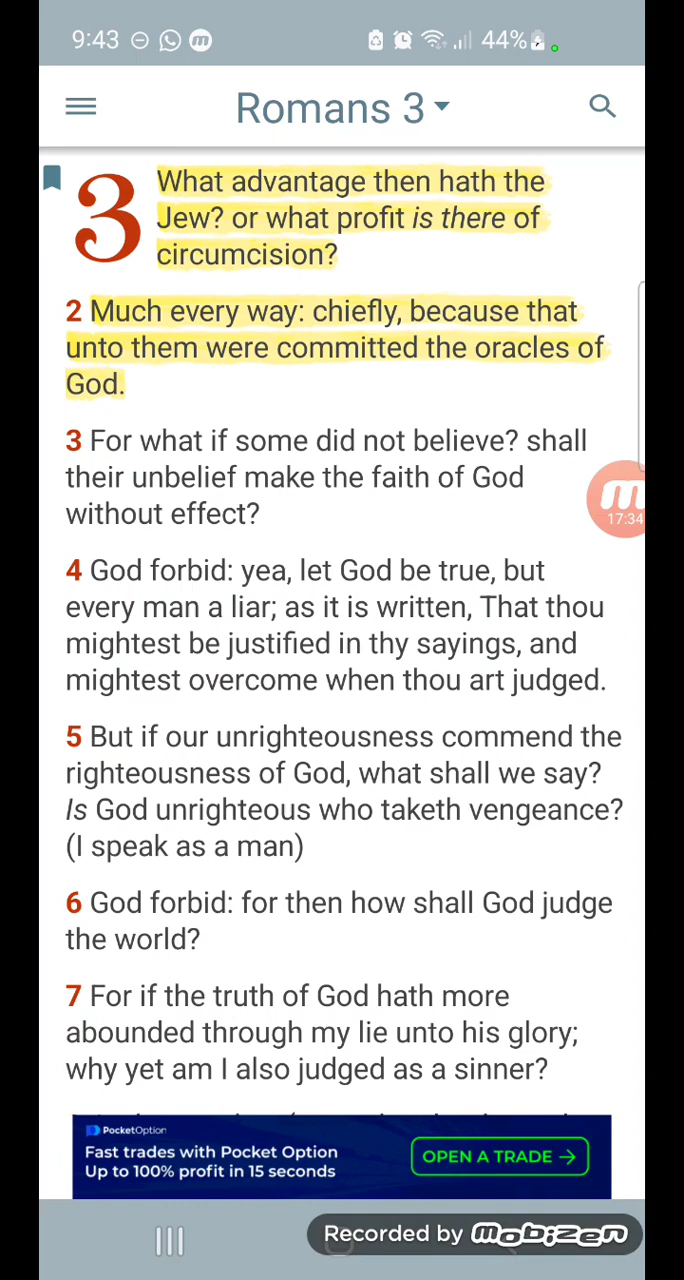 9:43
44%
Romans 3
3 What advantage then hath the
Jew? or what profit is there of
circumcision?
2 Much every way: chiefly, because that
unto them were committed the oracles of
God.
3 For what if some did not believe? shall
their unbelief make the faith of God
without effect?
17:34
4 God forbid: yea, let God be true, but
every man a liar; as it is written, That thou
mightest be justified in thy sayings, and
mightest overcome when thou art judged.
5 But if our unrighteousness commend the
righteousness of God, what shall we say?
Is God unrighteous who taketh vengeance?
(I speak as a man)
6 God forbid: for then how shall God judge
the world?
7 For if the truth of God hath more
abounded through my lie unto his glory;
why yet am I also judged as a sinner?
PocketOption
Fast trades with Pocket Option
Up to 100% profit in 15 seconds
OPEN A TRADE →
Recorded by mobizen